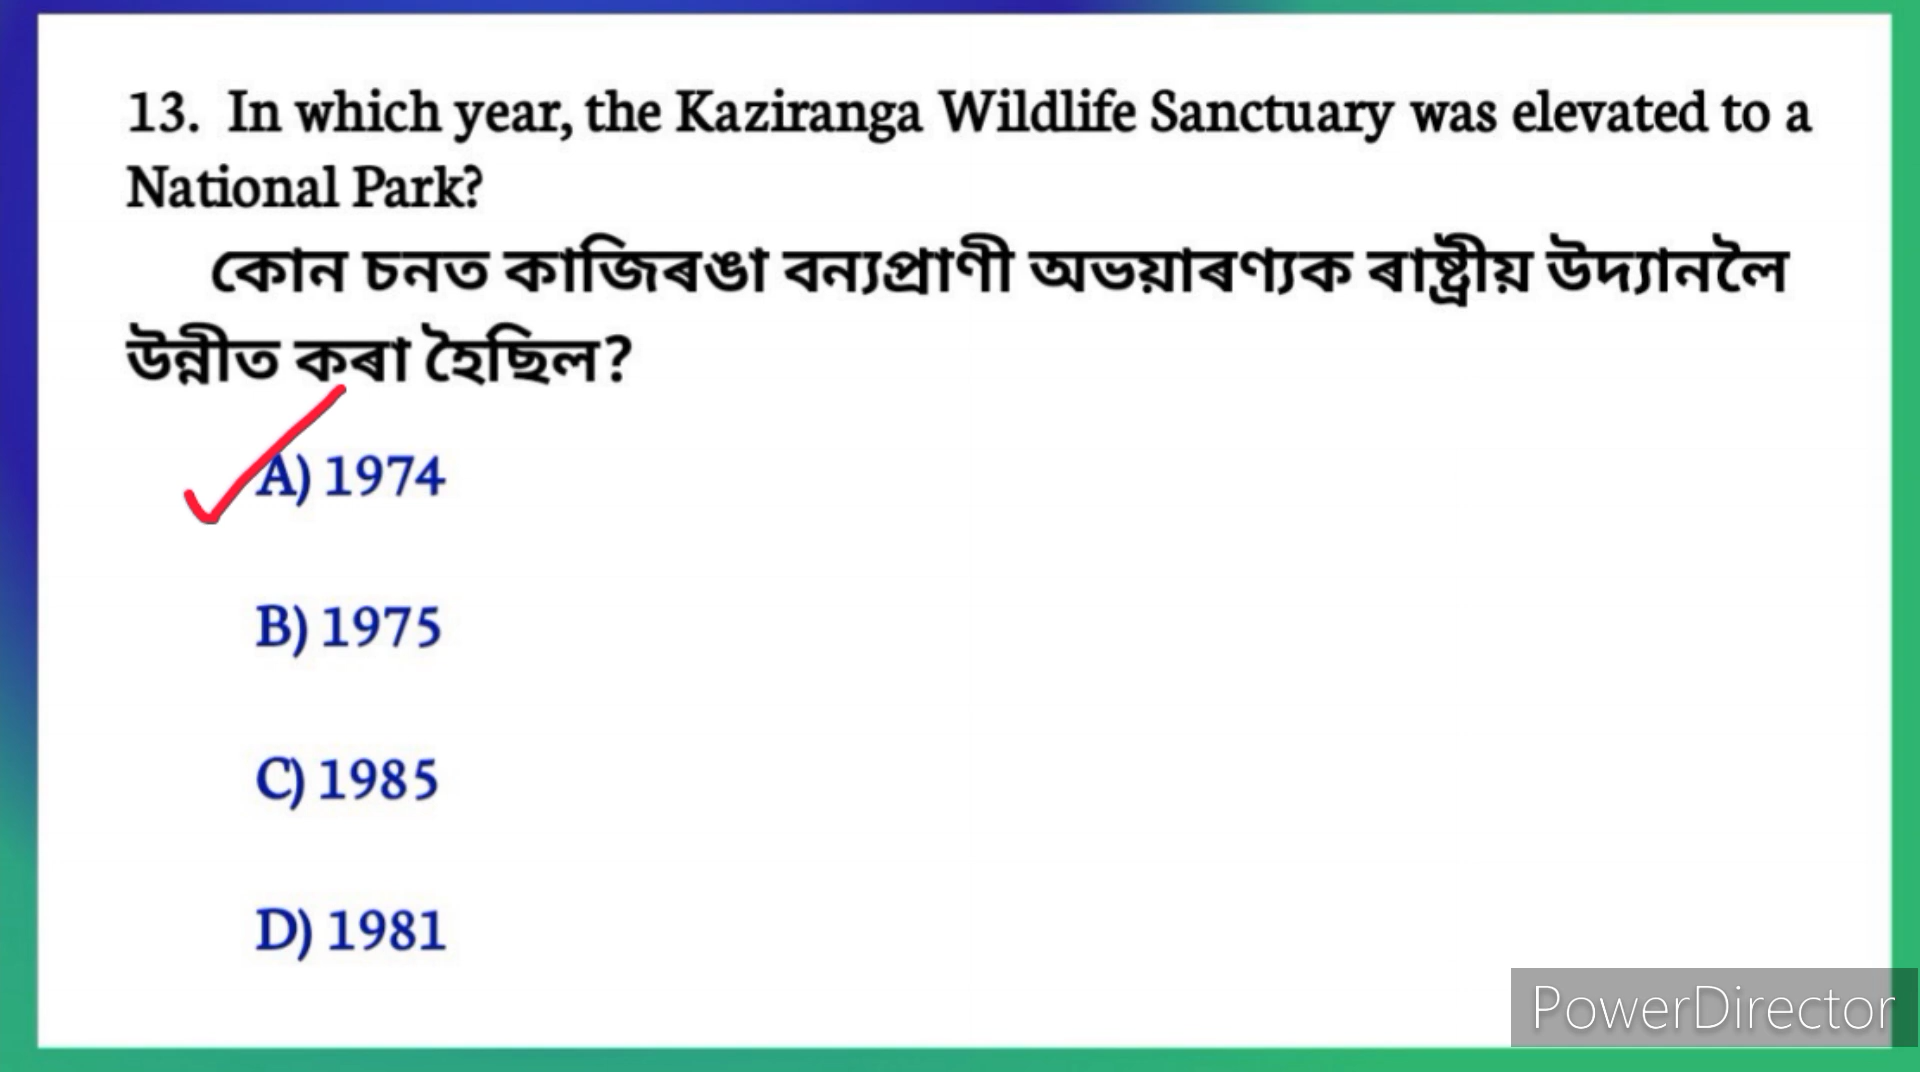 13. In which year, the Kaziranga Wildlife Sanctuary was elevated to a
National Park?
কোন চনত কাজিৰঙা বন্যপ্ৰাণী অভয়াৰণ্যক ৰাষ্ট্ৰীয় উদ্যানলৈ
উন্নীত কৰা হৈছিল?
A) 1974
B) 1975
C) 1985
D) 1981
PowerDirector